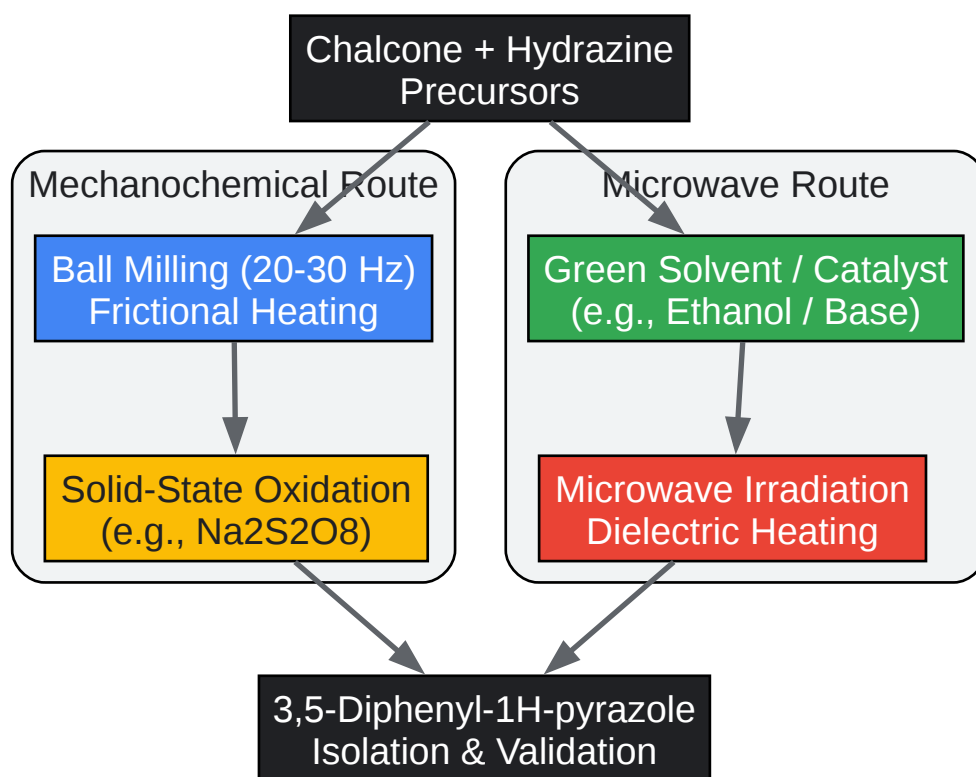 Chalcone + Hydrazine
Precursors
Mechanochemical Route
Ball Milling (20-30 Hz)
Frictional Heating
Solid-State Oxidation
(e.g., Na2S2O8)
Microwave Route
Green Solvent / Catalyst
(e.g., Ethanol / Base)
Microwave Irradiation
Dielectric Heating
3,5-Diphenyl-1H-pyrazole
Isolation & Validation